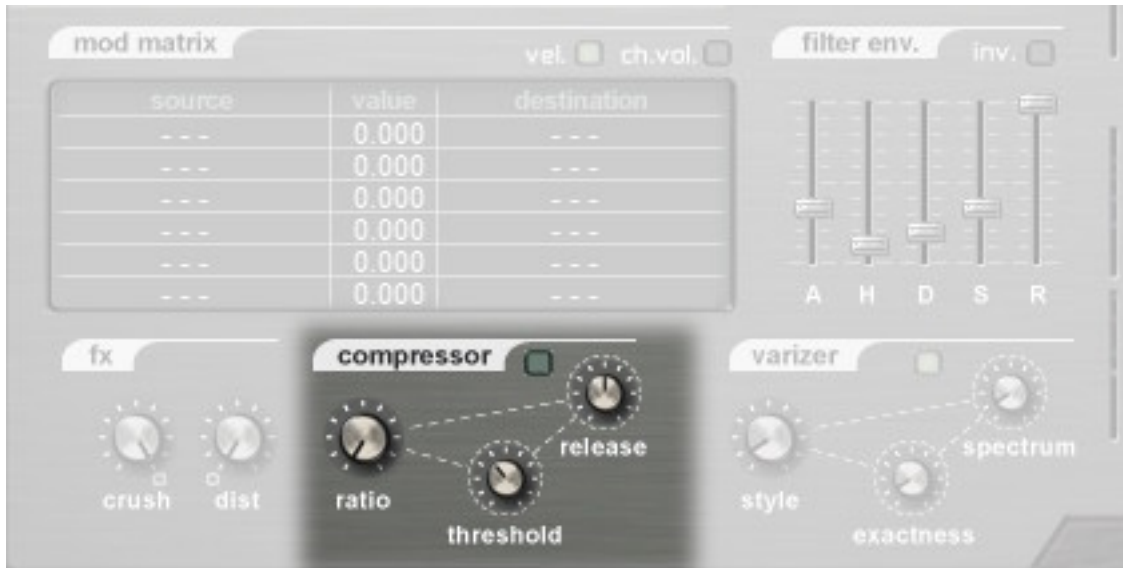 mod matrix
vel.
ch.vol.
filter env.
inv.
source value destination
--- 0.000 ---
--- 0.000 ---
--- 0.000 ---
--- 0.000 ---
--- 0.000 ---
--- 0.000 ---
A H D S R
fx
crush
dist
compressor
ratio
threshold
release
varizer
style
exactness
spectrum